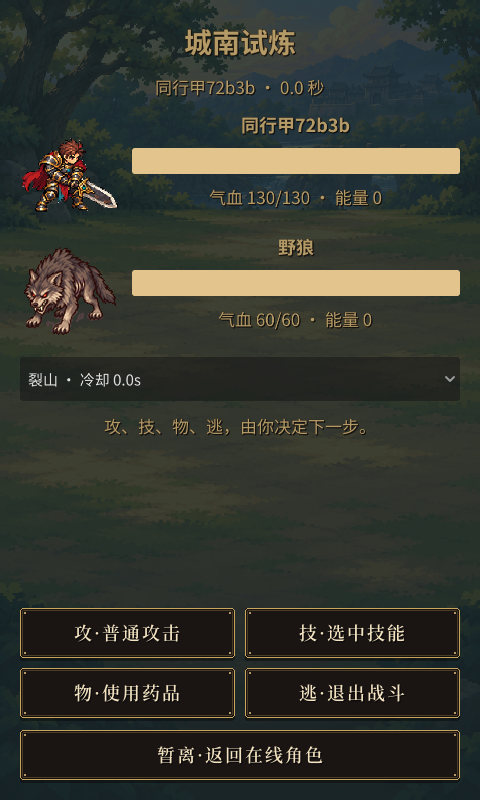 城南试炼
同行甲72b3b · 0.0 秒
同行甲72b3b
气血 130/130 · 能量 0
野狼
气血 60/60 · 能量 0
裂山 · 冷却 0.0s
攻、技、物、逃，由你决定下一步。
攻·普通攻击
技·选中技能
物·使用药品
逃·退出战斗
暂离·返回在线角色